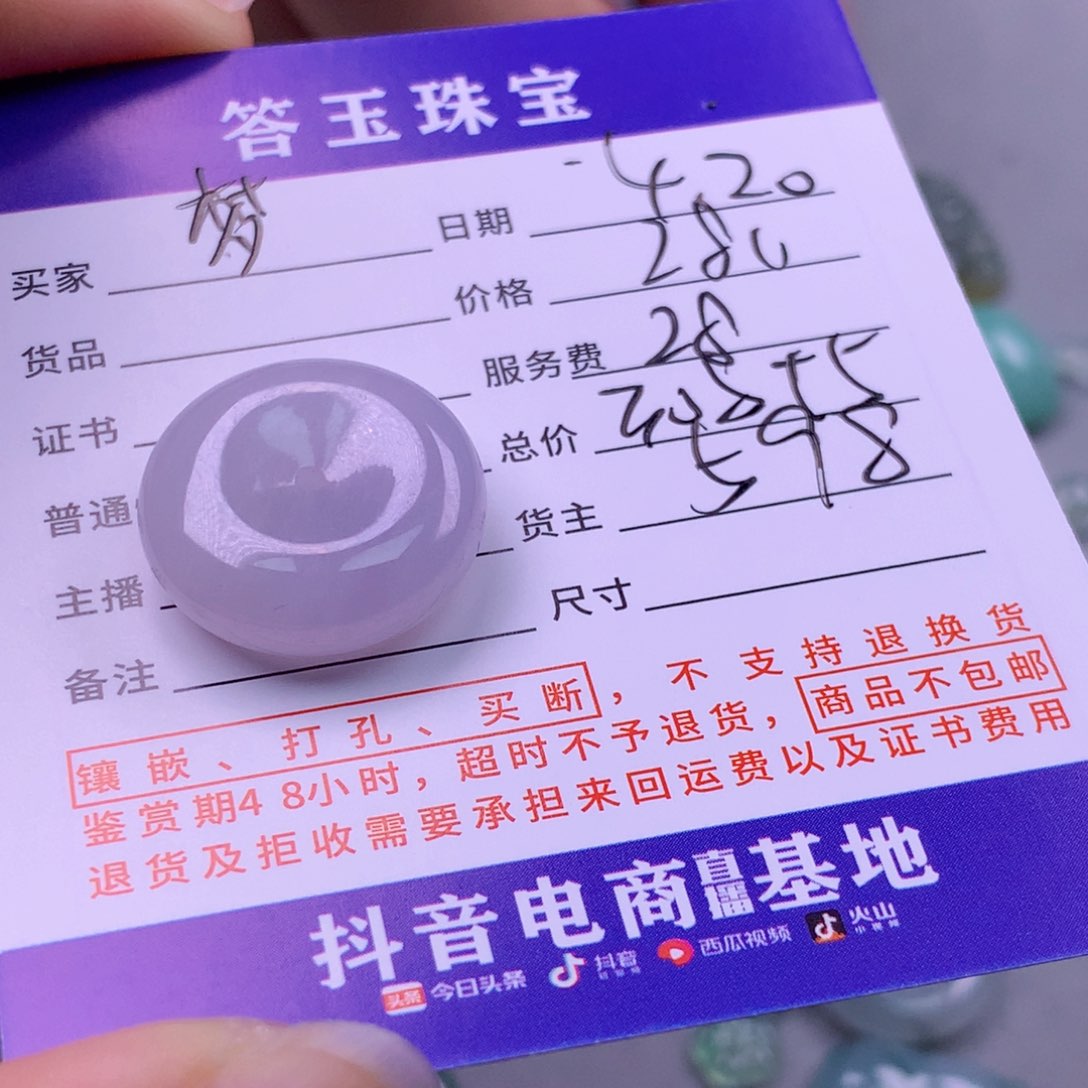 答玉珠宝
买家 梦 日期 4.20
货品 价格 280
证书 服务费 28
普通 总价
主播 货主 598
备注 尺寸
镶嵌、打孔、买断，不支持退换货
鉴赏期48小时，超时不予退货，商品不包邮
退货及拒收需要承担来回运费以及证书费用
抖音电商直播基地
头条 今日头条 抖音 西瓜视频 火山